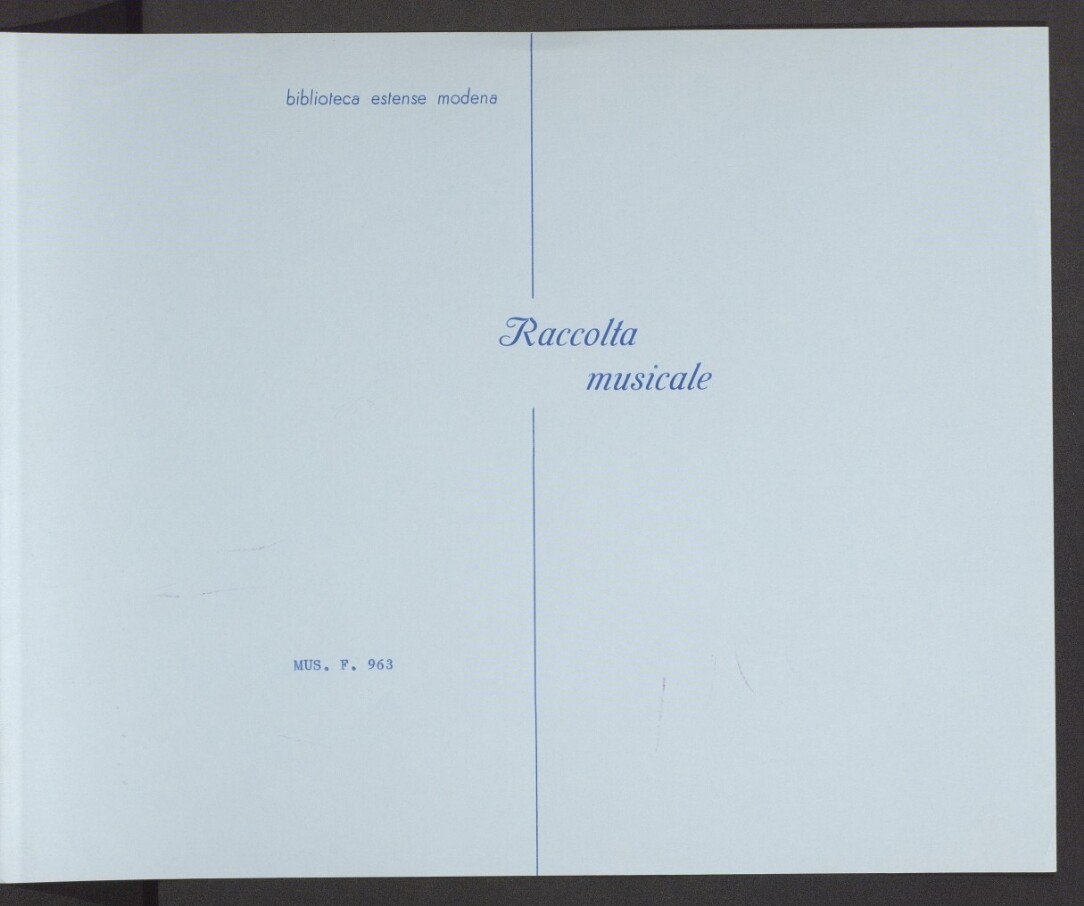 biblioteca estense modena
Raccolta
musicale
MUS. F. 963